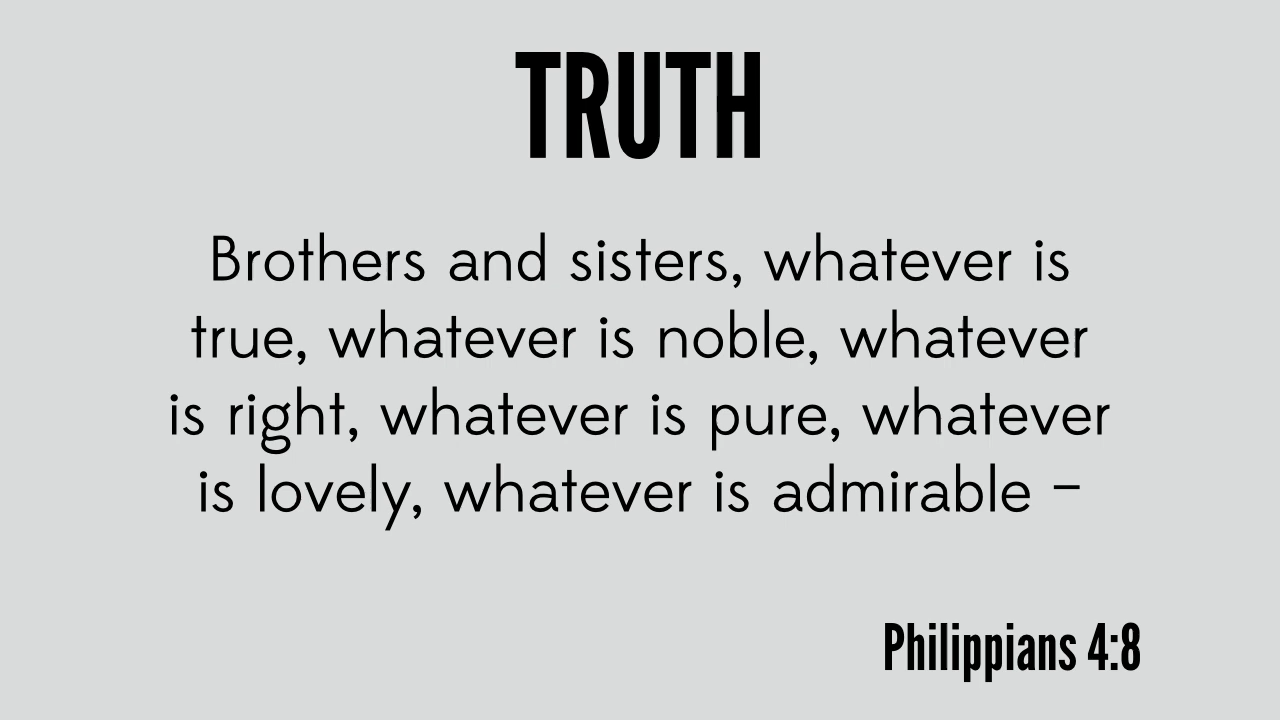 TRUTH
Brothers and sisters, whatever is
true, whatever is noble, whatever
is right, whatever is pure, whatever
is lovely, whatever is admirable –
Philippians 4:8